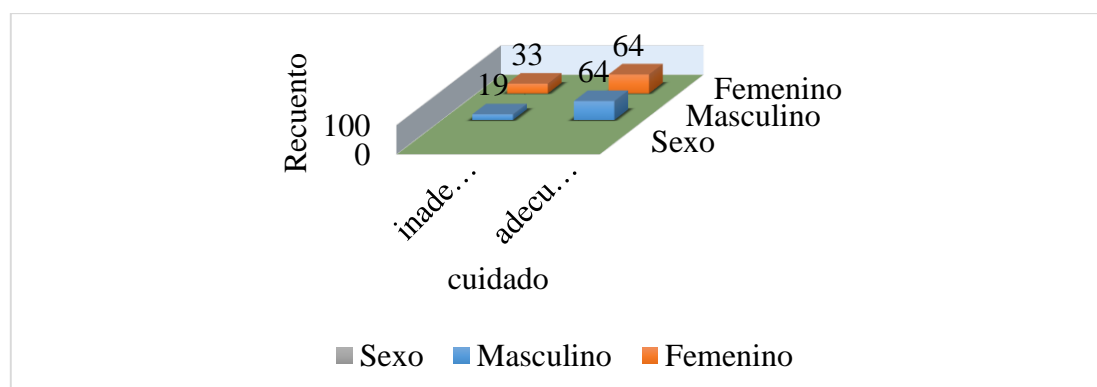 33
64
19
64
Femenino
Masculino
Sexo
Recuento
100
0
inade…
adecu…
cuidado
Sexo Masculino Femenino